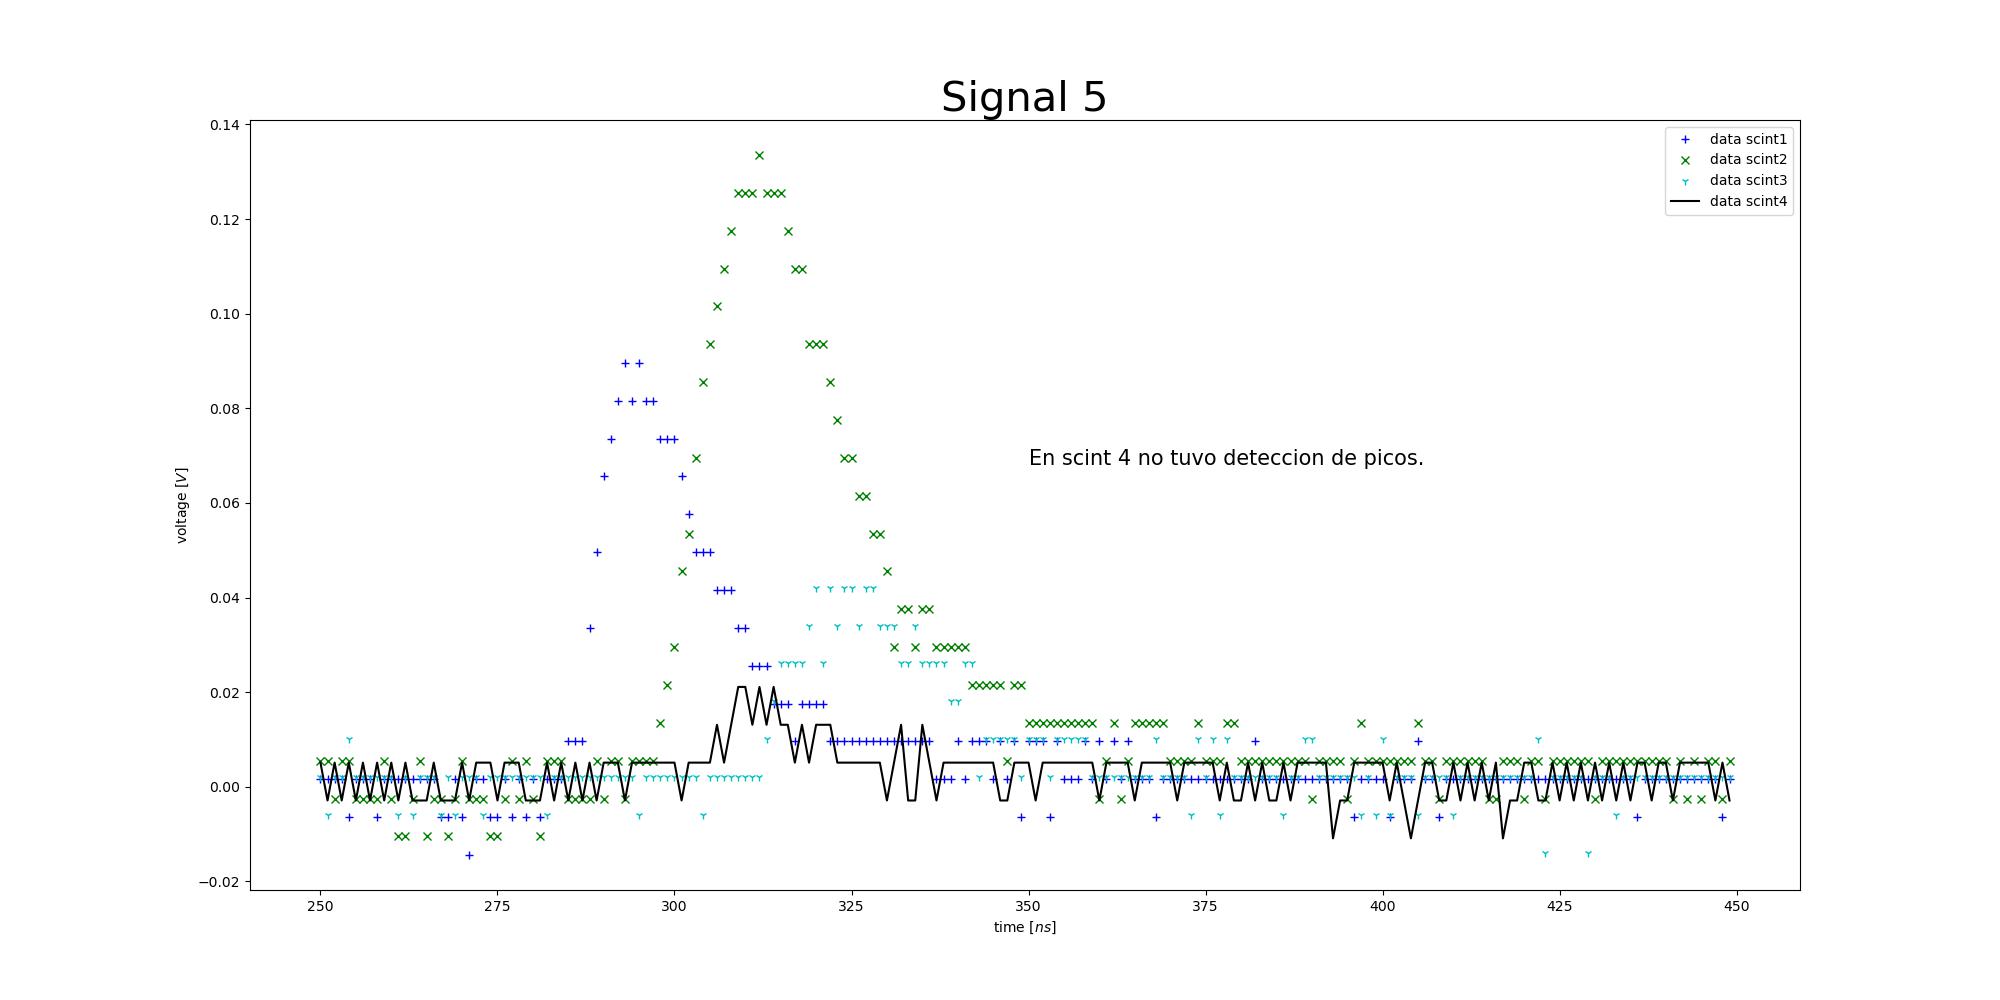 Signal 5
0.14
0.12
0.10
0.08
0.06
0.04
0.02
0.00
−0.02
voltage [V]
data scint1
data scint2
data scint3
data scint4
En scint 4 no tuvo deteccion de picos.
250 275 300 325 350 375 400 425 450
time [ns]